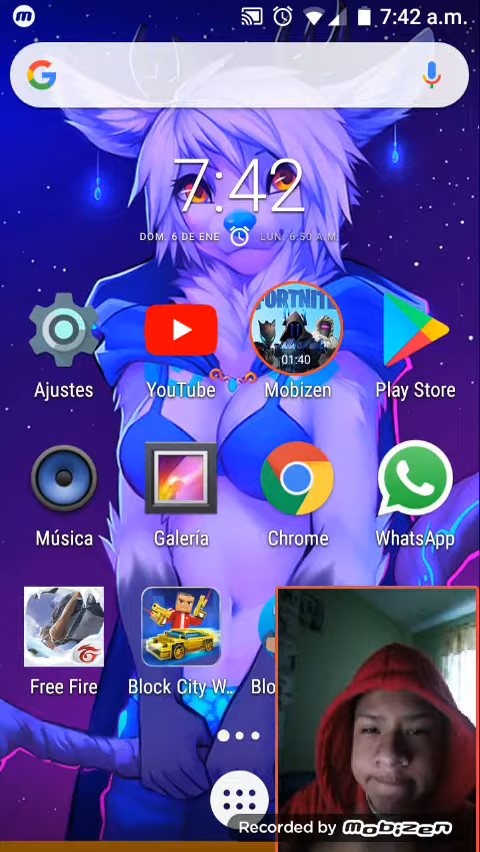 7:42 a.m.
7:42
DOM. 6 DE ENE LUN. 6:50 A.M.
FORTNITE
01:40
Ajustes YouTube Mobizen Play Store
Música Galería Chrome WhatsApp
Free Fire Block City W.. Blo
Recorded by Mobizen